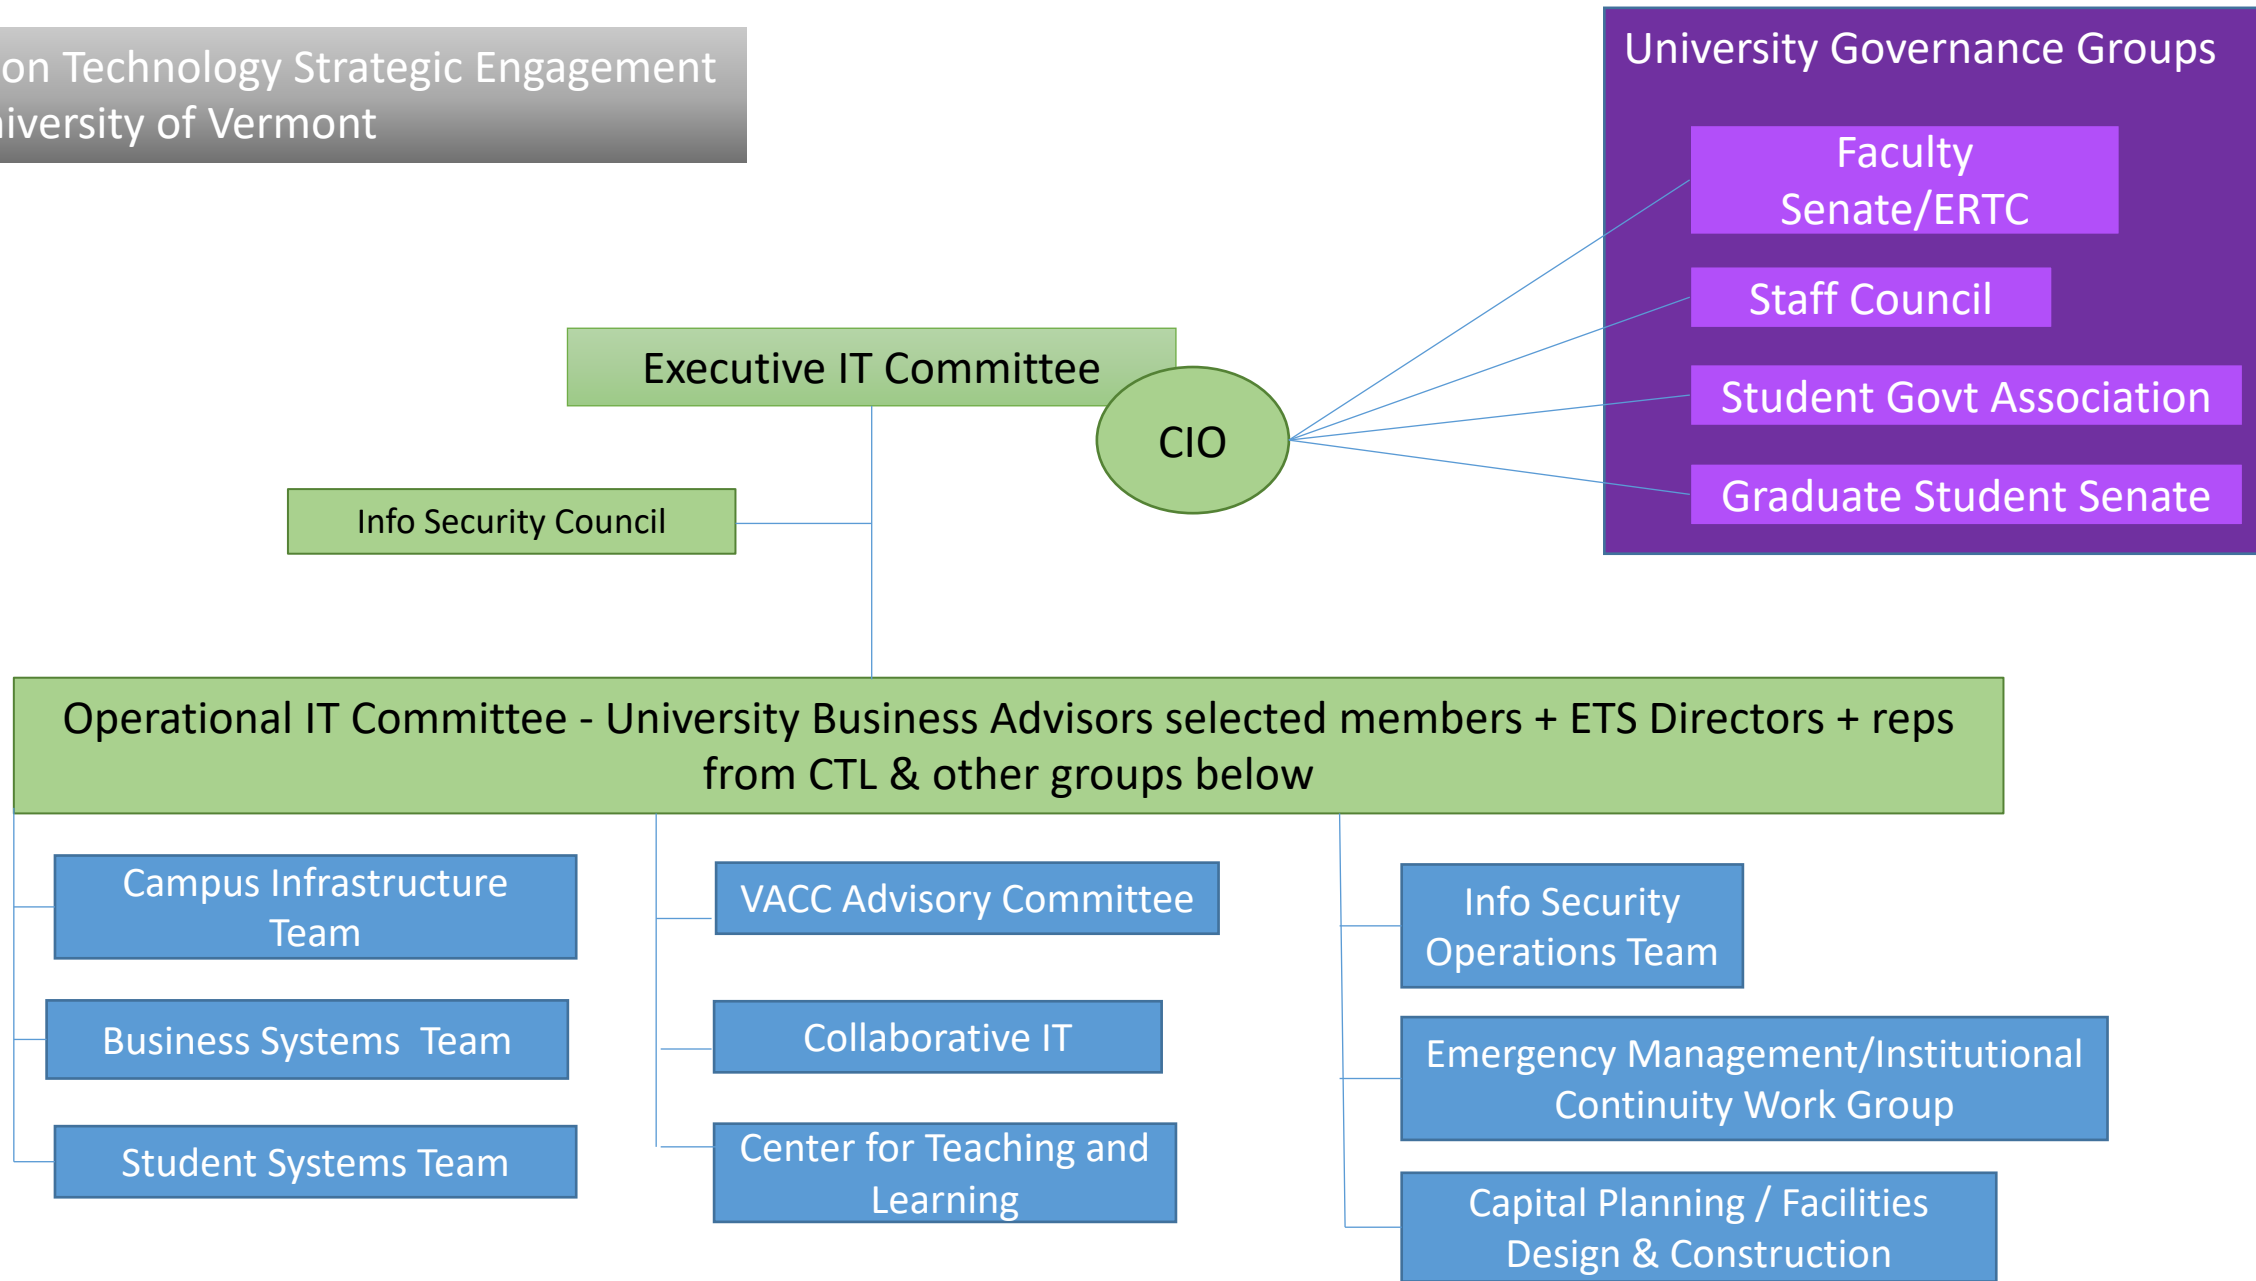 on Technology Strategic Engagement
niversity of Vermont
University Governance Groups
Faculty
Senate/ERTC
Staff Council
Student Govt Association
Graduate Student Senate
Executive IT Committee
CIO
Info Security Council
Operational IT Committee - University Business Advisors selected members + ETS Directors + reps
from CTL & other groups below
Campus Infrastructure
Team
Business Systems Team
Student Systems Team
VACC Advisory Committee
Collaborative IT
Center for Teaching and
Learning
Info Security
Operations Team
Emergency Management/Institutional
Continuity Work Group
Capital Planning / Facilities
Design & Construction